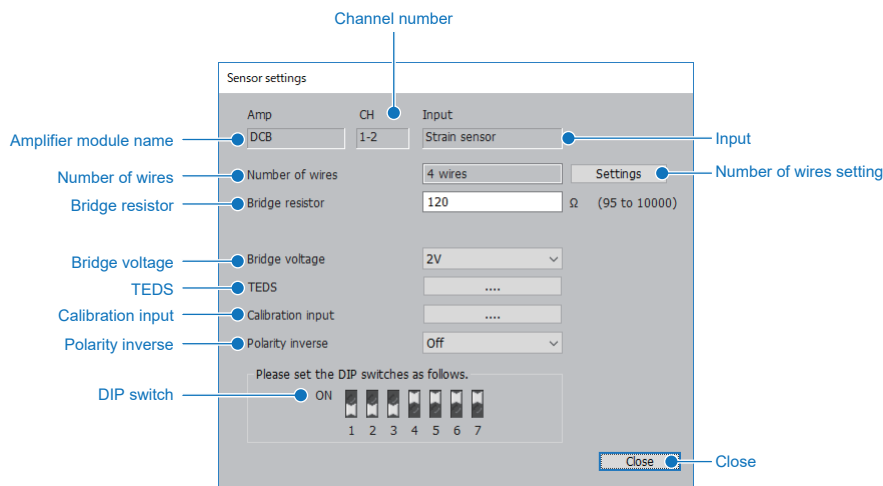 Channel number
Sensor settings
Amp CH Input
Amplifier module name DCB 1-2 Strain sensor Input
Number of wires Number of wires 4 wires Settings Number of wires setting
Bridge resistor Bridge resistor 120 Ω (95 to 10000)
Bridge voltage Bridge voltage 2V
TEDS TEDS ....
Calibration input Calibration input ....
Polarity inverse Polarity inverse Off
Please set the DIP switches as follows.
DIP switch ON
1 2 3 4 5 6 7
Close Close